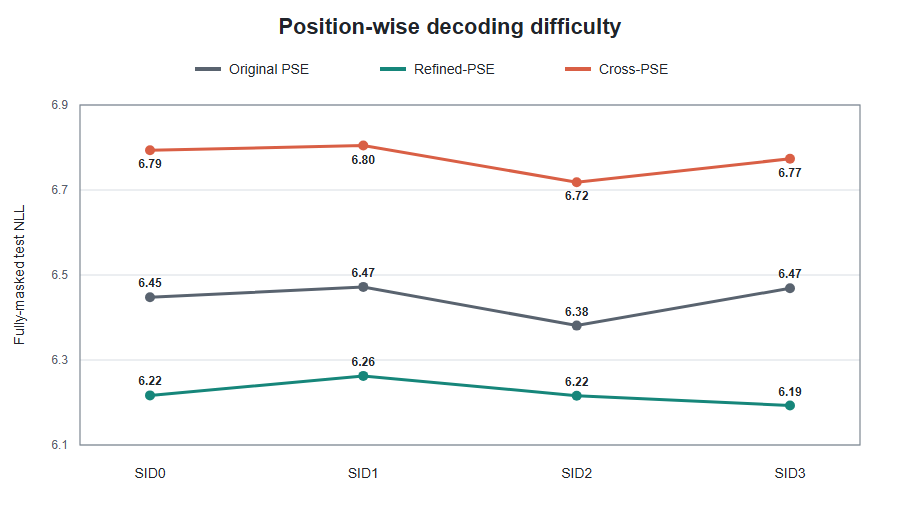 Position-wise decoding difficulty
Original PSE Refined-PSE Cross-PSE
6.9
6.79 6.80 6.72 6.77
6.7
Fully-masked test NLL
6.5
6.45 6.47 6.38 6.47
6.3
6.22 6.26 6.22 6.19
6.1
SID0 SID1 SID2 SID3